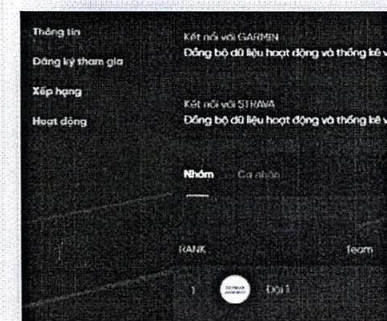 Thông tin
Đăng ký tham gia
Xếp hạng
Hoạt động
Kết nối với GARMIN
Đồng bộ dữ liệu hoạt động và thống kê v
Kết nối với STRAVA
Đồng bộ dữ liệu hoạt động và thống kê v
Nhóm
Cá nhân
RANK
Team
1
Đội 1